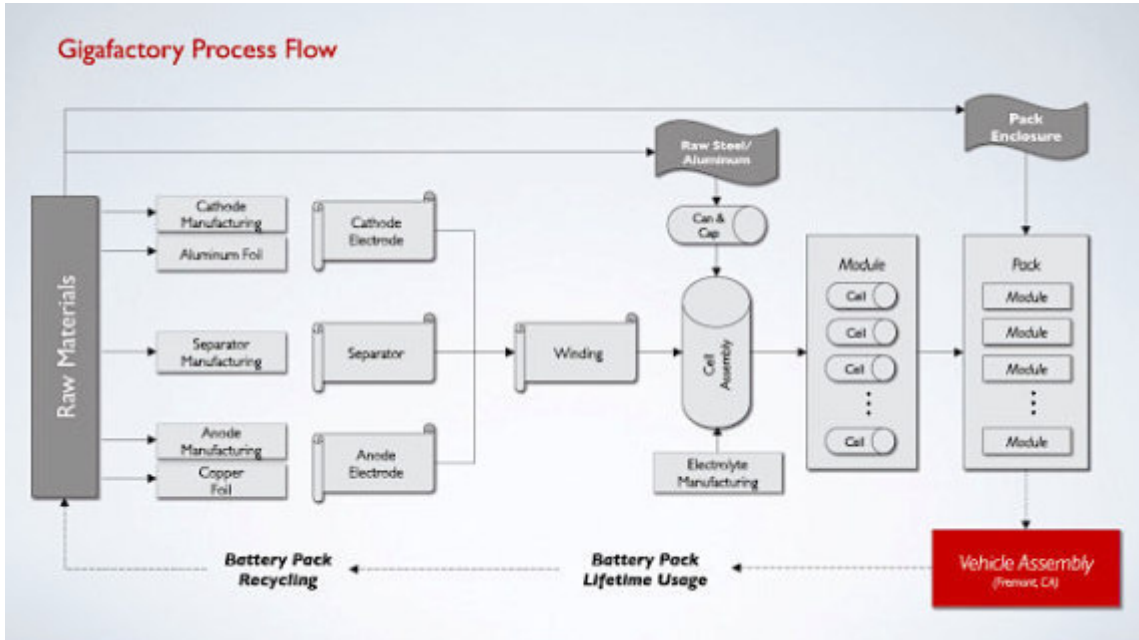 Gigafactory Process Flow
Pack
Enclosure
Raw Steel/
Aluminum
Raw Materials
Cathode
Manufacturing
Aluminum Foil
Cathode
Electrode
Can &
Cap
Separator
Manufacturing
Separator
Winding
Cell
Assembly
Module
Cell
Cell
Cell
Cell
Pack
Module
Module
Module
Module
Anode
Manufacturing
Copper
Foil
Anode
Electrode
Electrolyte
Manufacturing
Battery Pack
Recycling
Battery Pack
Lifetime Usage
Vehicle Assembly
(Fremont, CA)